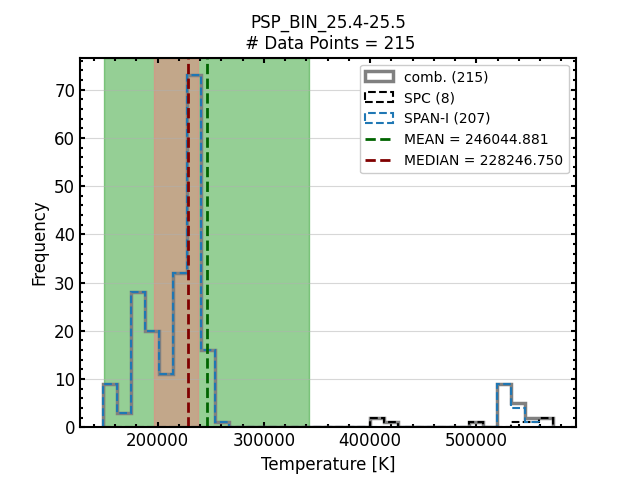 PSP_BIN_25.4-25.5
# Data Points = 215
comb. (215)
SPC (8)
SPAN-I (207)
MEAN = 246044.881
MEDIAN = 228246.750
Frequency
70
60
50
40
30
20
10
0
200000 300000 400000 500000
Temperature [K]